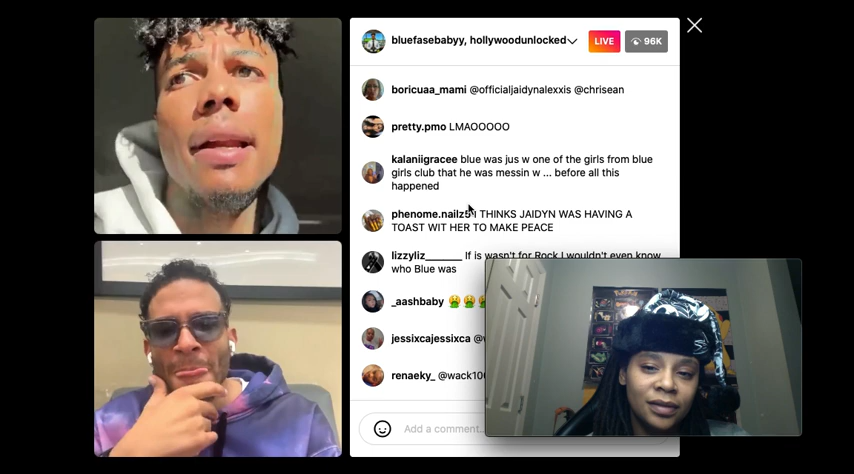 bluefasebabyy, hollywoodunlocked
LIVE
96K
boricuaa_mami @officialjaidynalexxis @chrisean
pretty.pmo LMAOOOOO
kalaniigracee blue was jus w one of the girls from blue
girls club that he was messin w ... before all this
happened
phenome.nailz5 I THINKS JAIDYN WAS HAVING A
TOAST WIT HER TO MAKE PEACE
lizzyliz________ If is wasn't for Rock I wouldn't even know
who Blue was
_aashbaby 🤮🤮
jessixcajessixca
renaeky_
Add a comment...